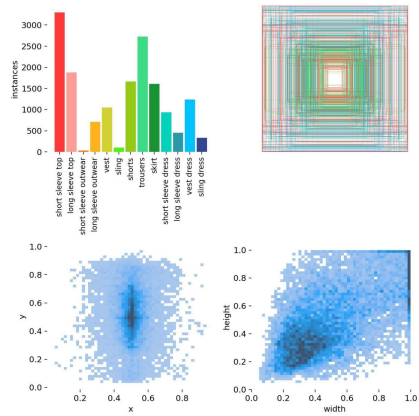 instances
3000
2500
2000
1500
1000
500
0
short sleeve top
long sleeve top
short sleeve outwear
long sleeve outwear
vest
sling
shorts
trousers
skirt
short sleeve dress
long sleeve dress
vest dress
sling dress
y
1.0
0.8
0.6
0.4
0.2
0.0
0.2
0.4
0.6
0.8
x
height
1.0
0.8
0.6
0.4
0.2
0.0
0.0
0.2
0.4
0.6
0.8
1.0
width